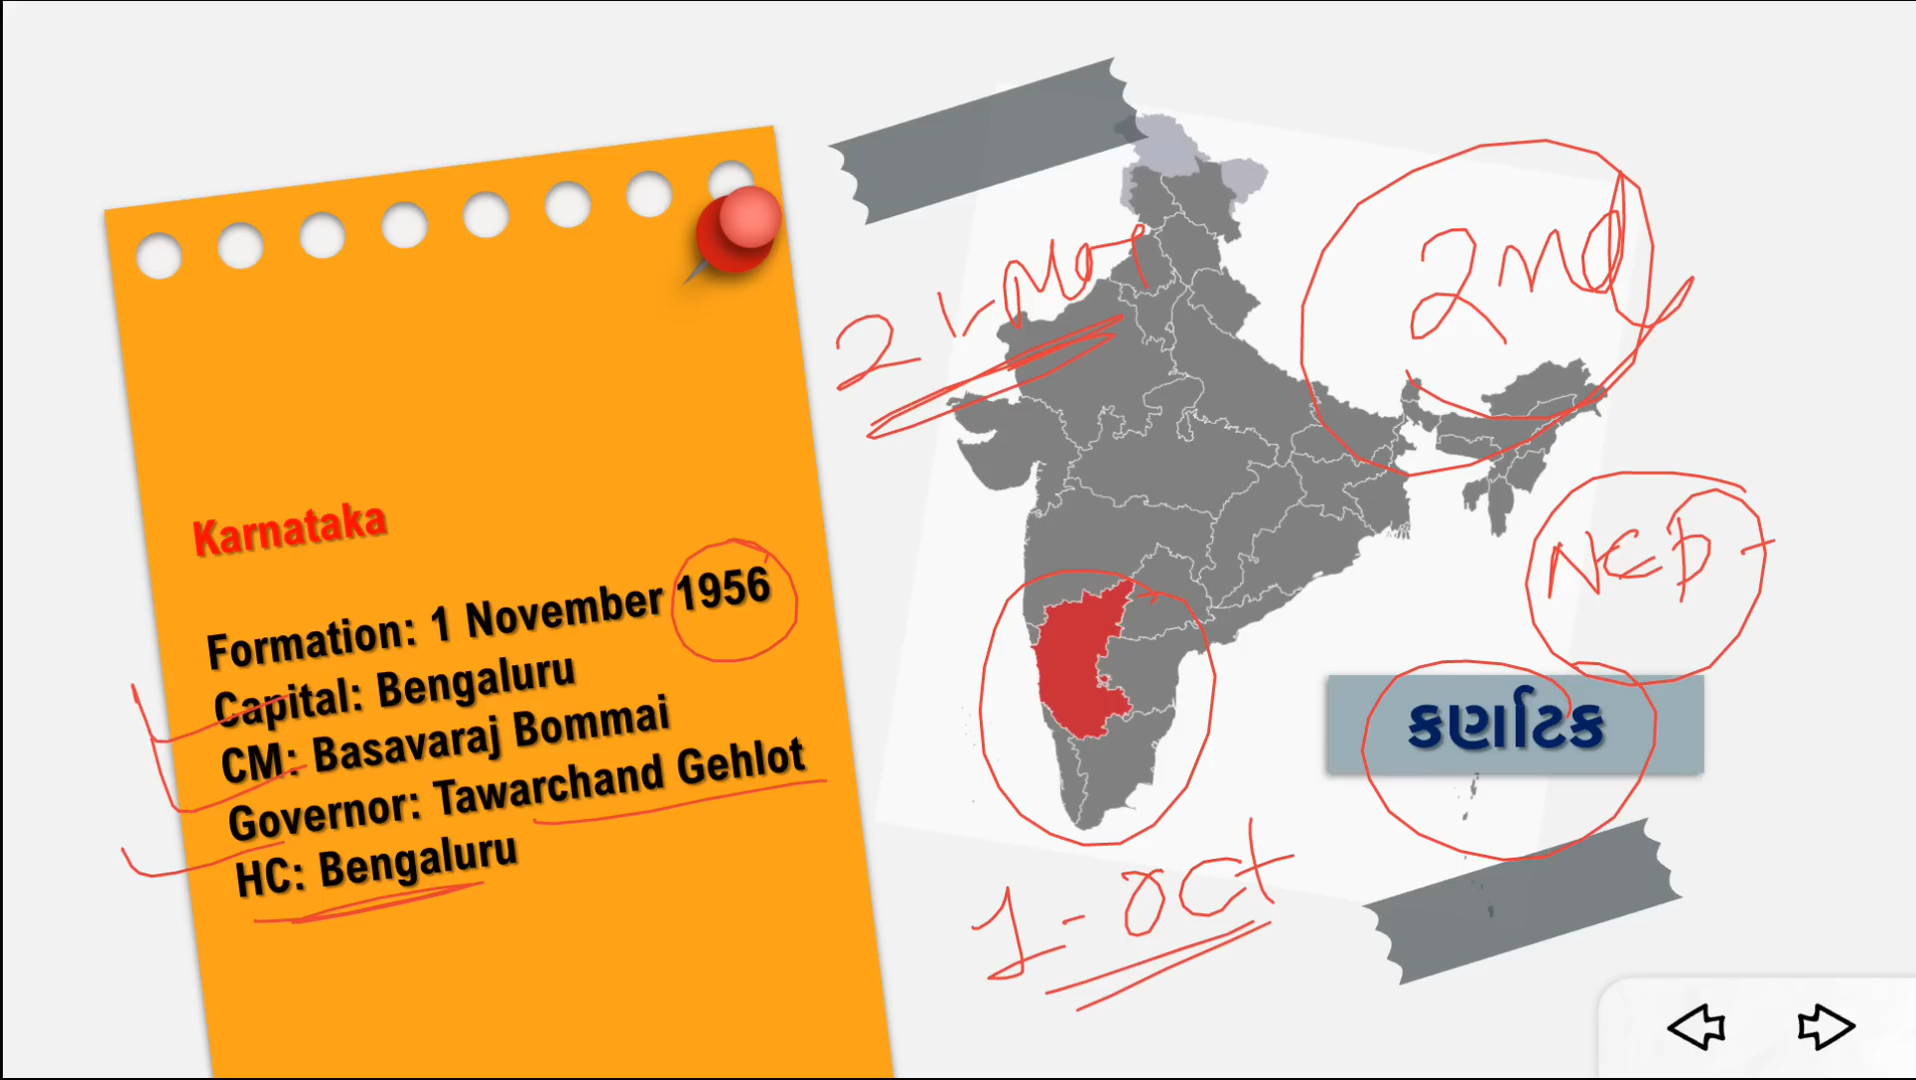 Karnataka
Formation: 1 November 1956
Capital: Bengaluru
CM: Basavaraj Bommai
Governor: Tawarchand Gehlot
HC: Bengaluru
21-Nov
2nd
NEP
કર્ણાટક
1-oct